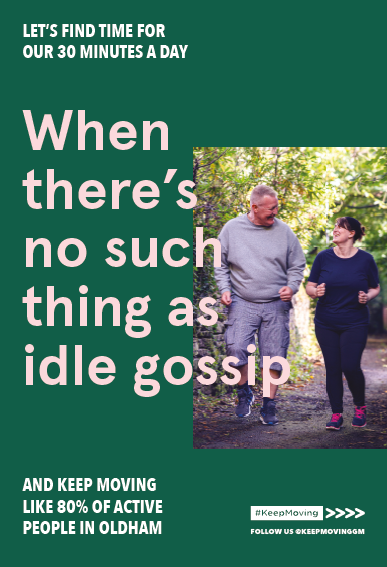 LET'S FIND TIME FOR
OUR 30 MINUTES A DAY
When
there's
no such
thing as
idle gossip
AND KEEP MOVING
LIKE 80% OF ACTIVE
PEOPLE IN OLDHAM
#KeepMoving >>>>
FOLLOW US @KEEPMOVINGGM